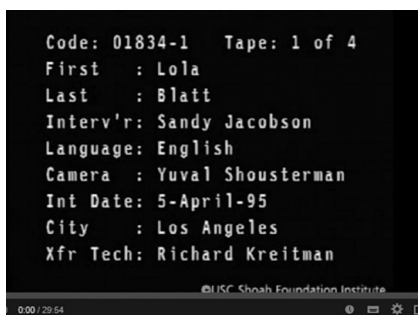 Code: 01834-1 Tape: 1 of 4
First : Lola
Last : Blatt
Interv'r: Sandy Jacobson
Language: English
Camera : Yuval Shousterman
Int Date: 5-April-95
City : Los Angeles
Xfr Tech: Richard Kreitman
©USC Shoah Foundation Institute
0:00 / 29:54